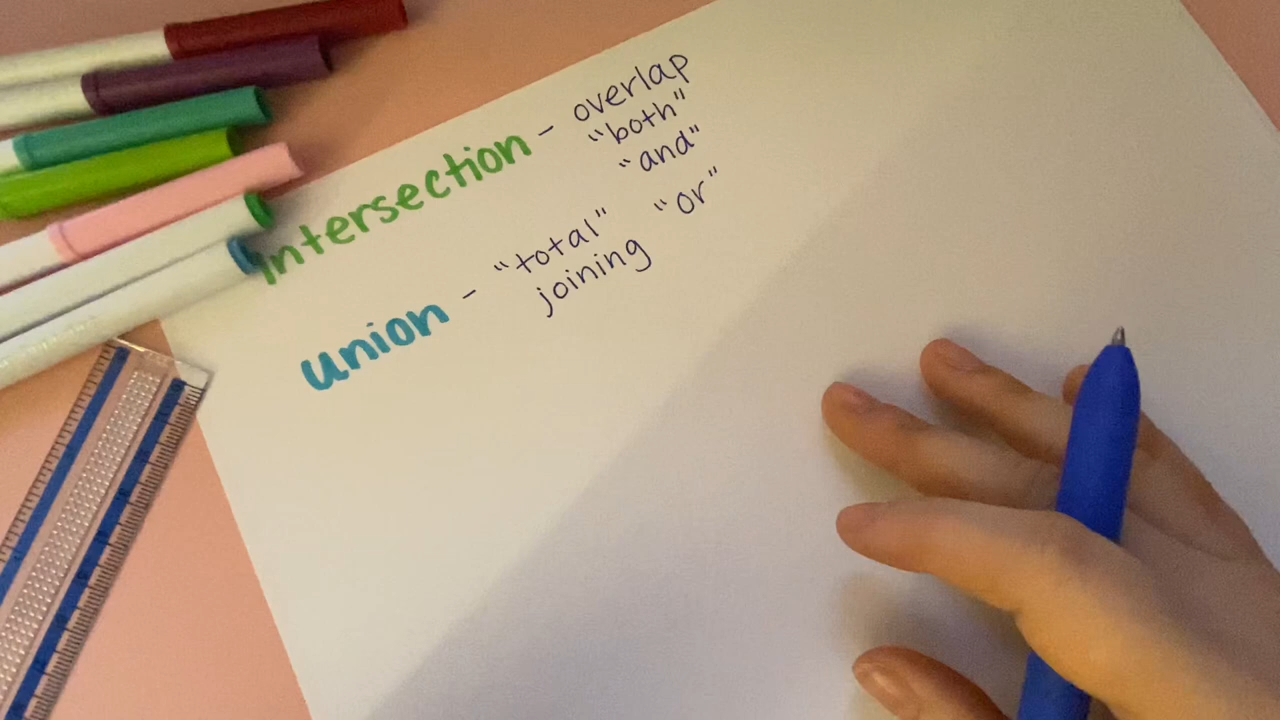 intersection - overlap
"both"
"and"
union - "total" "or"
joining